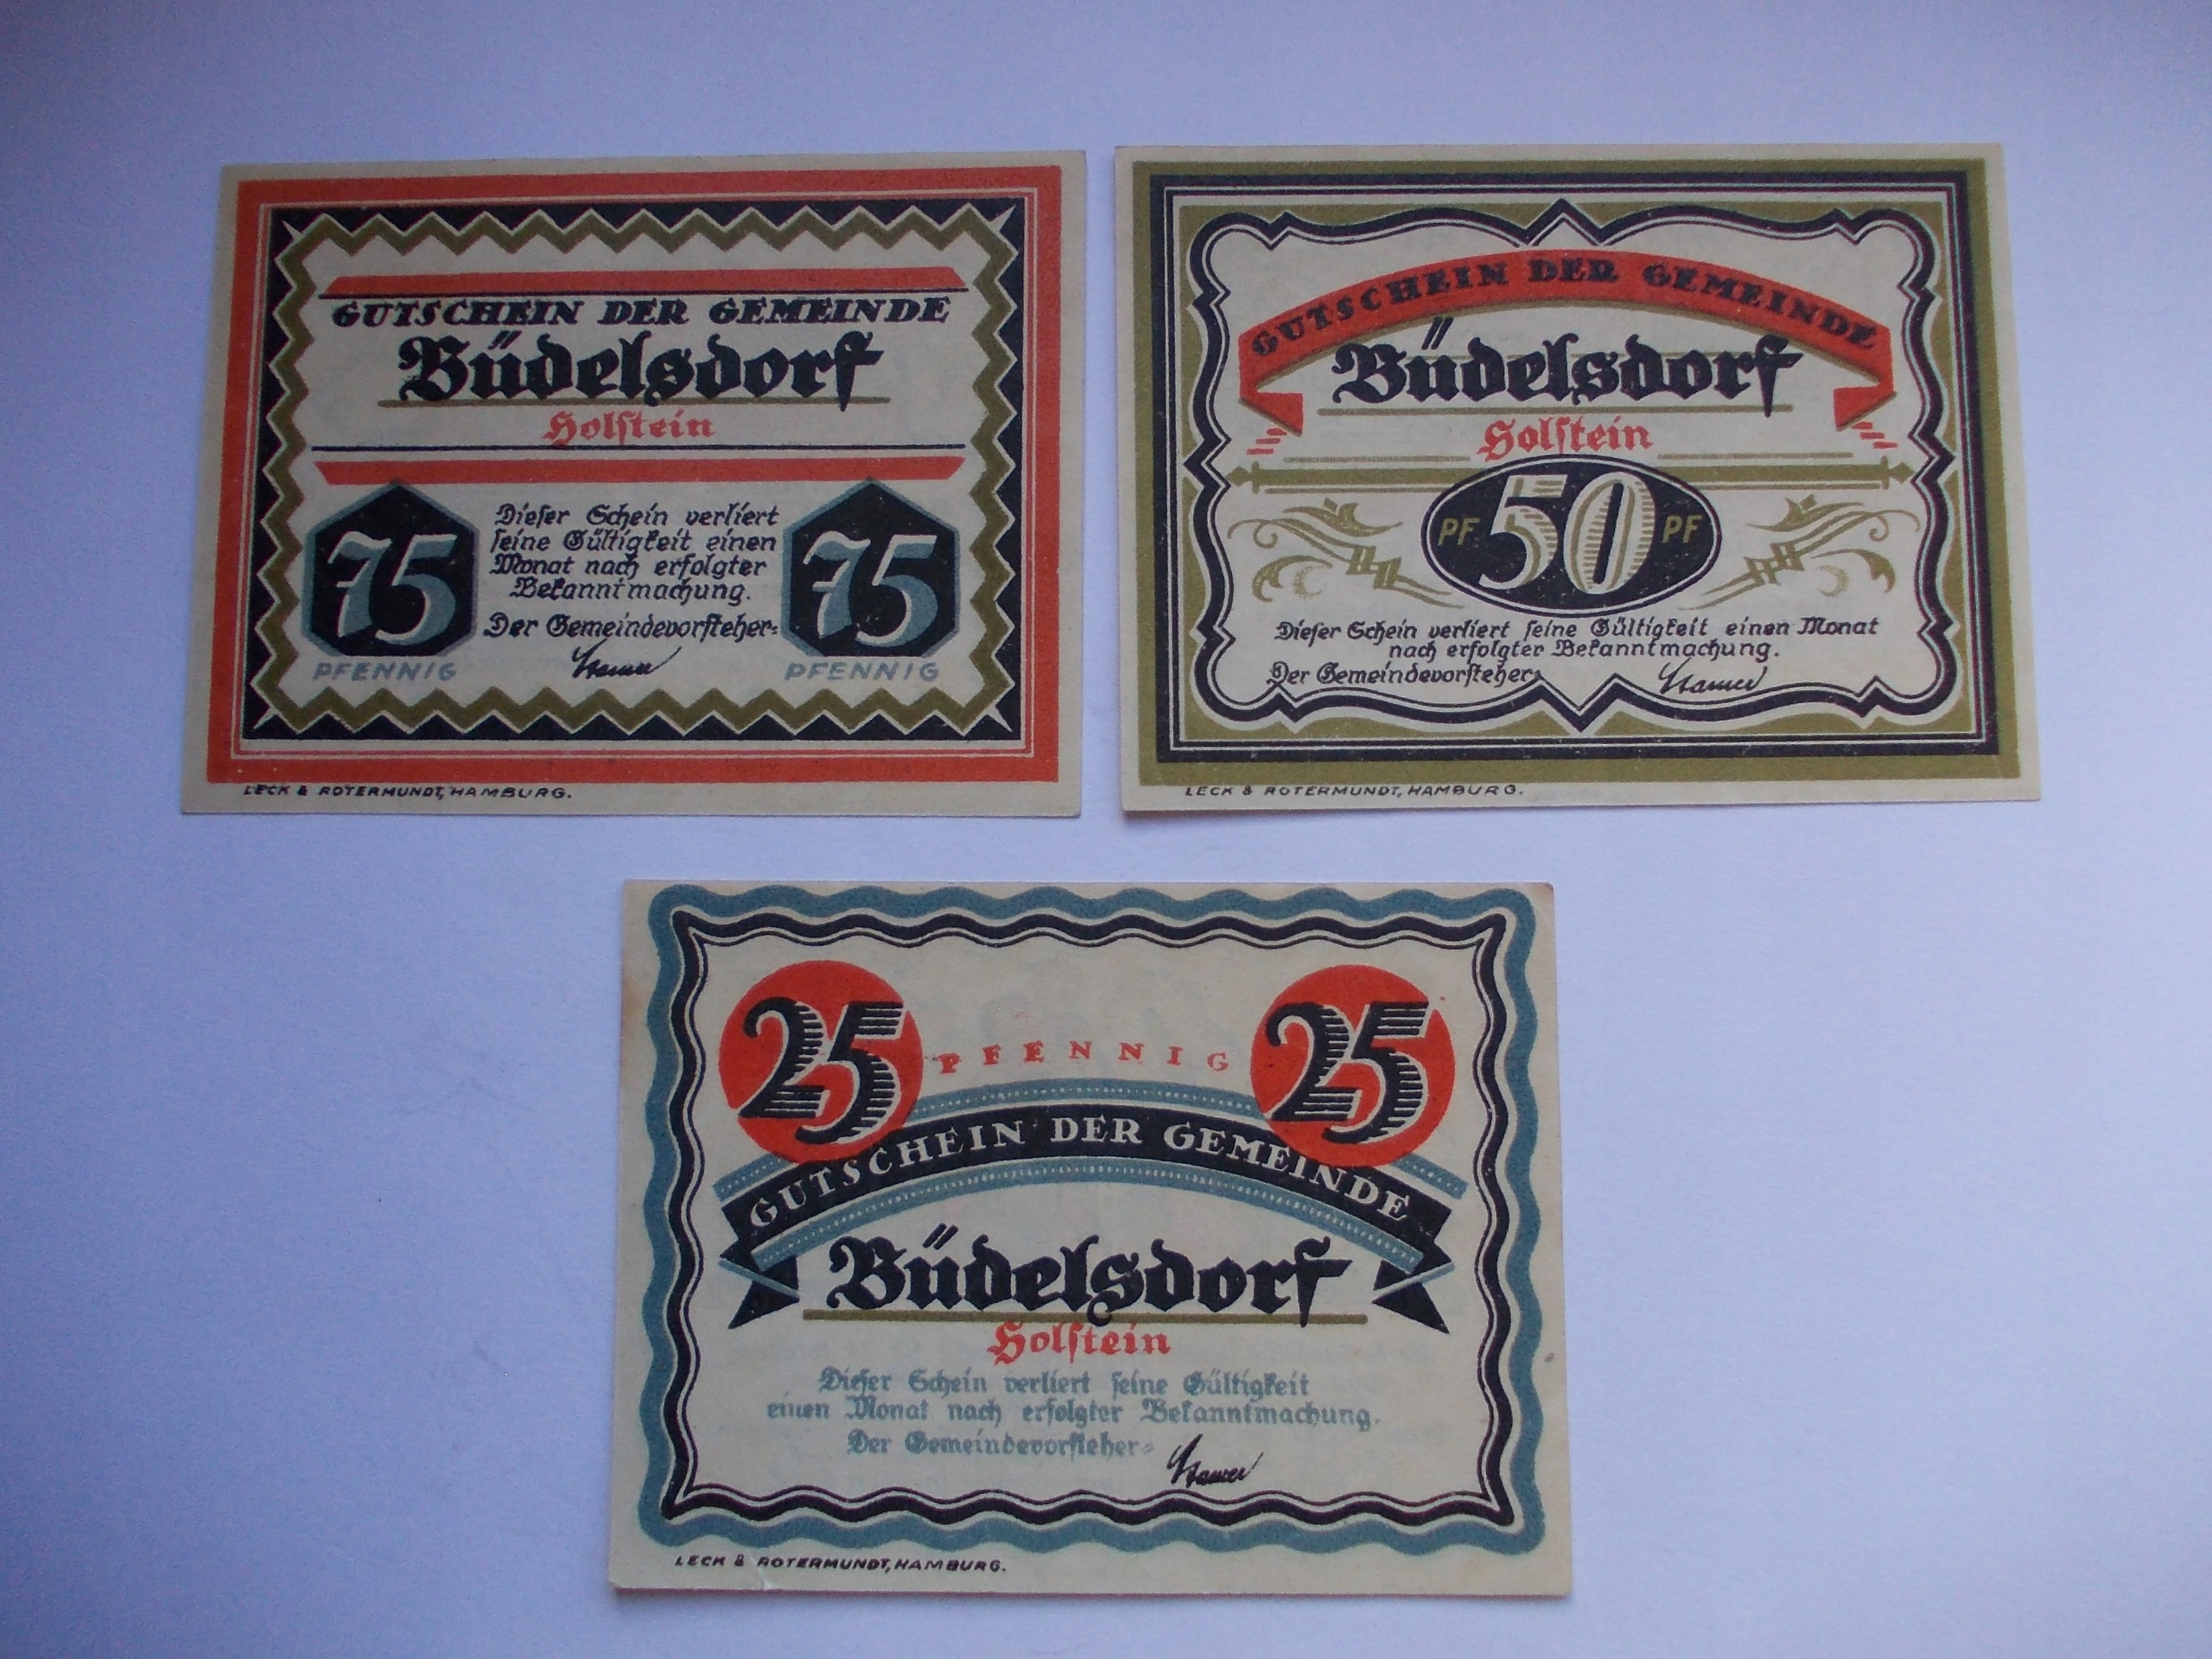 GUTSCHEIN DER GEMEINDE
Büdelsdorf
Holſtein
75
75
Dieſer Schein verliert
ſeine Gültigkeit einen
Monat nach erfolgter
Bekanntmachung.
Der Gemeindevorſteher:
PFENNIG
PFENNIG
LECK & ROTERMUNDT, HAMBURG.
GUTSCHEIN DER GEMEINDE
Büdelsdorf
Holſtein
PF 50 PF
Dieſer Schein verliert ſeine Gültigkeit einen Monat
nach erfolgter Bekanntmachung.
Der Gemeindevorſteher:
LECK & ROTERMUNDT, HAMBURG.
25 PFENNIG 25
GUTSCHEIN DER GEMEINDE
Büdelsdorf
Holſtein
Dieſer Schein verliert ſeine Gültigkeit
einen Monat nach erfolgter Bekanntmachung.
Der Gemeindevorſteher:
LECK & ROTERMUNDT, HAMBURG.